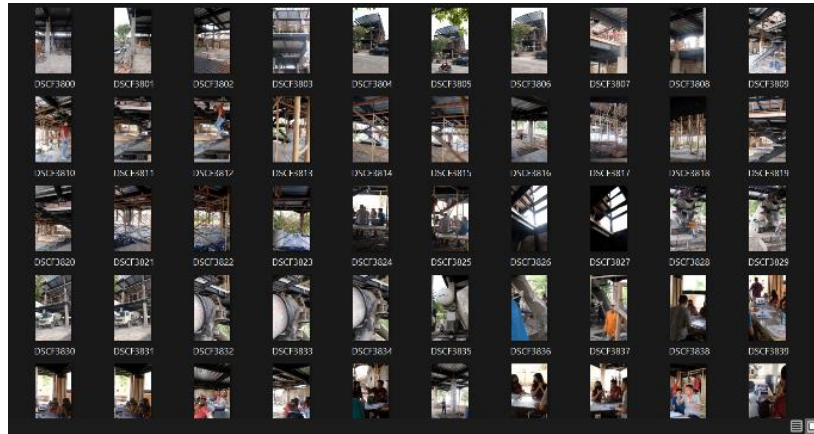 DSCF3800 DSCF3801 DSCF3802 DSCF3803 DSCF3804 DSCF3805 DSCF3806 DSCF3807 DSCF3808 DSCF3809
DSCF3810 DSCF3811 DSCF3812 DSCF3813 DSCF3814 DSCF3815 DSCF3816 DSCF3817 DSCF3818 DSCF3819
DSCF3820 DSCF3821 DSCF3822 DSCF3823 DSCF3824 DSCF3825 DSCF3826 DSCF3827 DSCF3828 DSCF3829
DSCF3830 DSCF3831 DSCF3832 DSCF3833 DSCF3834 DSCF3835 DSCF3836 DSCF3837 DSCF3838 DSCF3839